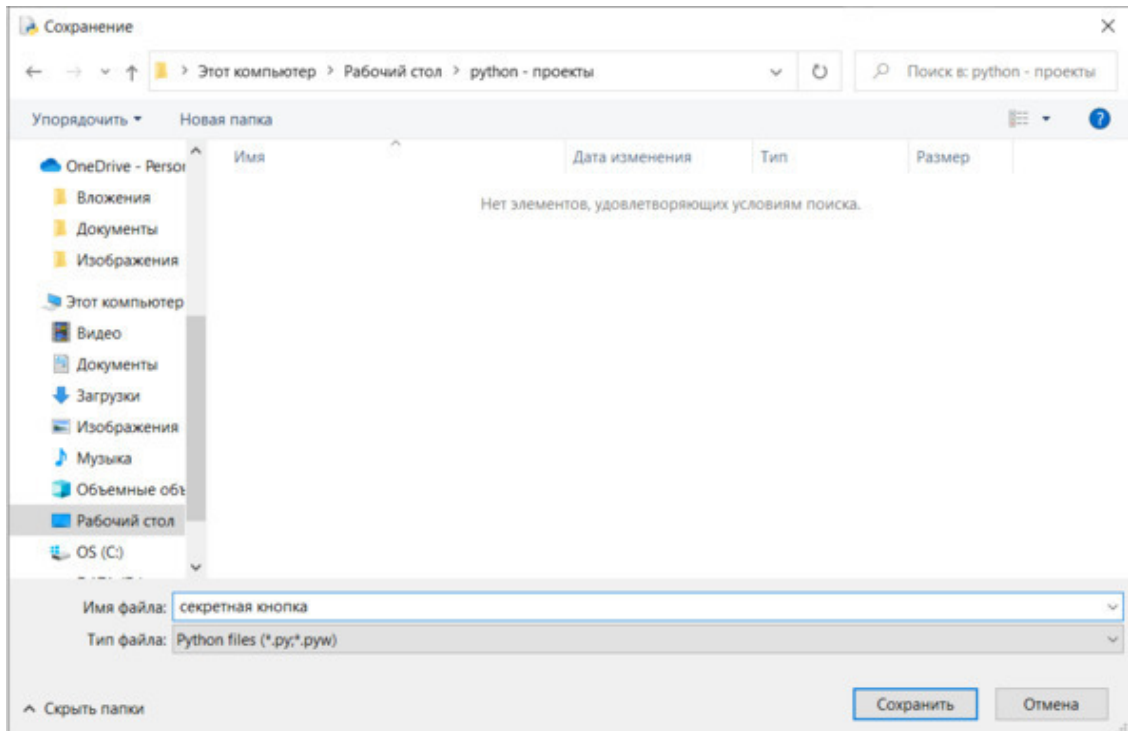 Сохранение
Этот компьютер > Рабочий стол > python - проекты
Поиск в: python - проекты
Упорядочить
Новая папка
OneDrive - Person
Имя
Дата изменения
Тип
Размер
Нет элементов, удовлетворяющих условиям поиска.
Вложения
Документы
Изображения
Этот компьютер
Видео
Документы
Загрузки
Изображения
Музыка
Объемные объ
Рабочий стол
OS (C:)
Имя файла: секретная кнопка
Тип файла: Python files (*.py;*.pyw)
Скрыть папки
Сохранить
Отмена